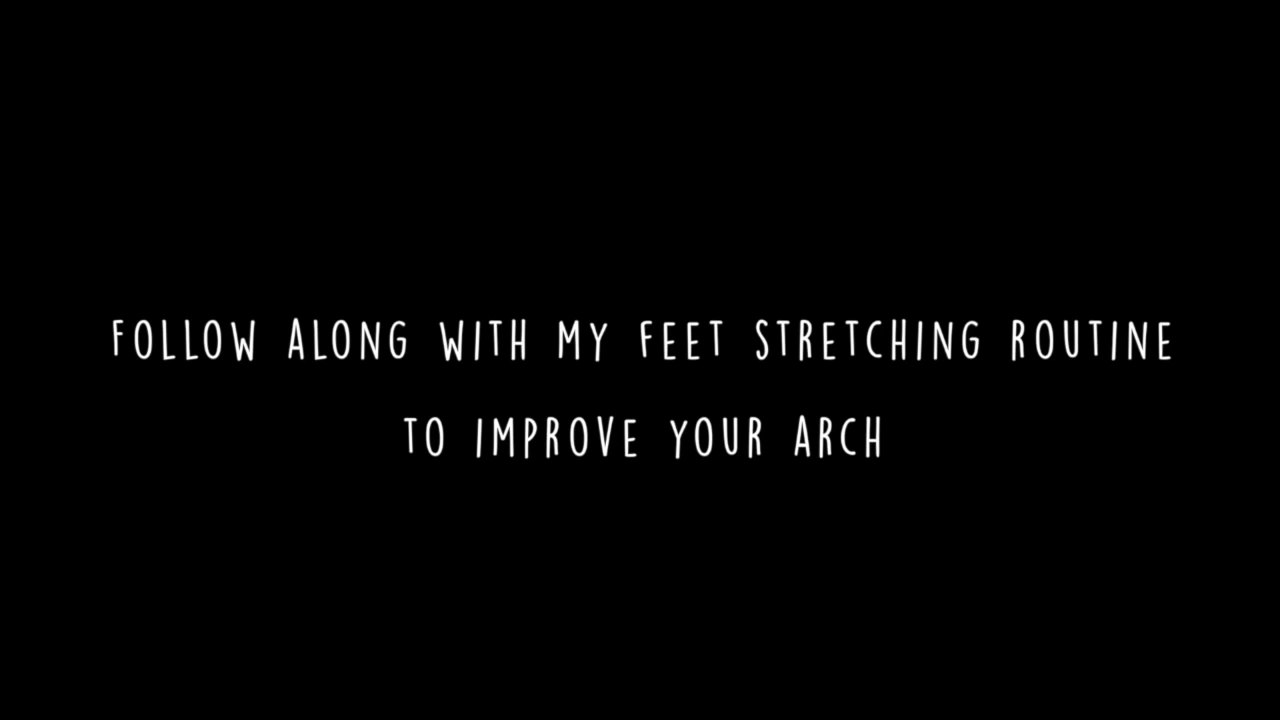 FOLLOW ALONG WITH MY FEET STRETCHING ROUTINE
TO IMPROVE YOUR ARCH